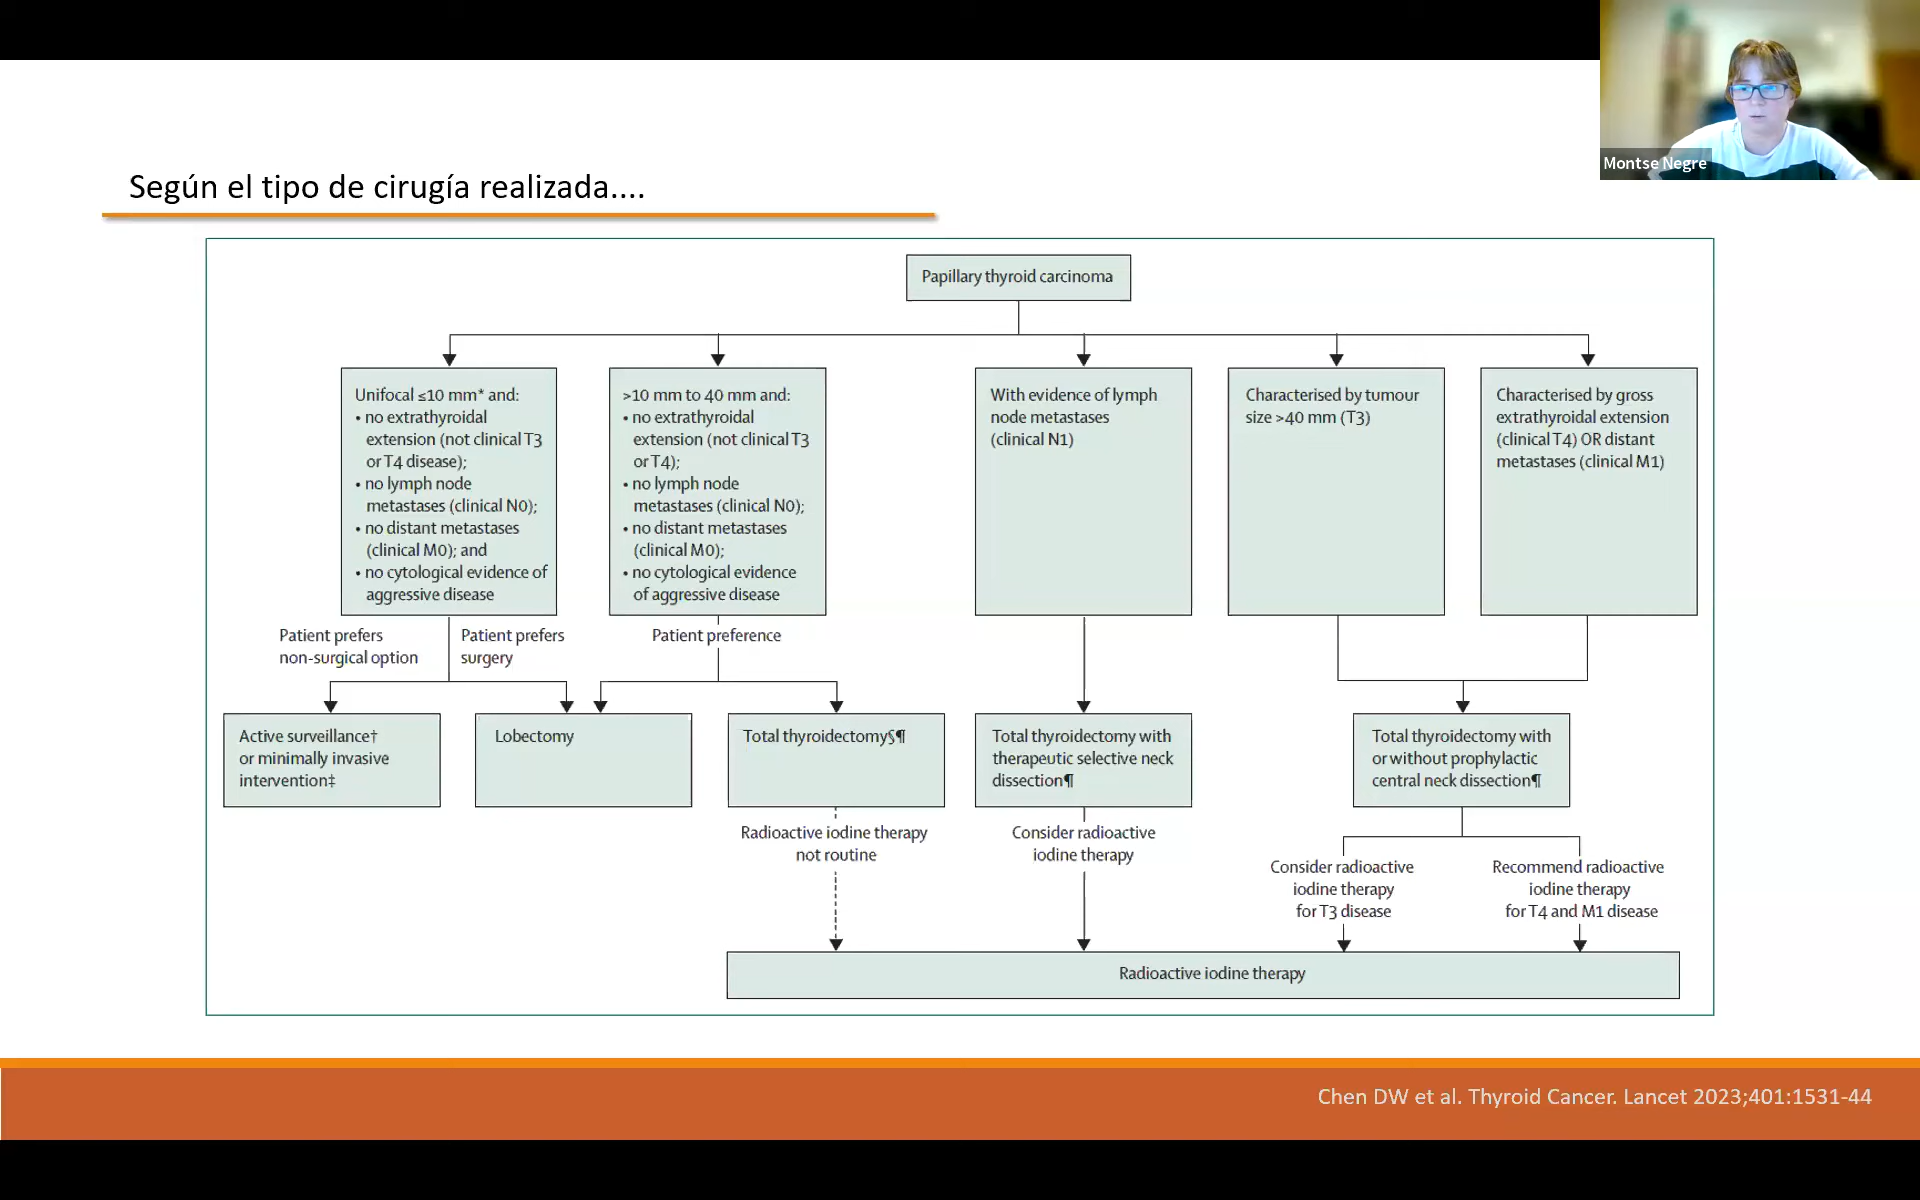 Montse Negre
Según el tipo de cirugía realizada....
Papillary thyroid carcinoma
Unifocal ≤10 mm* and:
• no extrathyroidal
extension (not clinical T3
or T4 disease);
• no lymph node
metastases (clinical N0);
• no distant metastases
(clinical M0); and
• no cytological evidence of
aggressive disease
>10 mm to 40 mm and:
• no extrathyroidal
extension (not clinical T3
or T4);
• no lymph node
metastases (clinical N0);
• no distant metastases
(clinical M0);
• no cytological evidence
of aggressive disease
With evidence of lymph
node metastases
(clinical N1)
Characterised by tumour
size >40 mm (T3)
Characterised by gross
extrathyroidal extension
(clinical T4) OR distant
metastases (clinical M1)
Patient prefers
non-surgical option
Patient prefers
surgery
Patient preference
Active surveillance†
or minimally invasive
intervention‡
Lobectomy
Total thyroidectomy§¶
Total thyroidectomy with
therapeutic selective neck
dissection¶
Total thyroidectomy with
or without prophylactic
central neck dissection¶
Radioactive iodine therapy
not routine
Consider radioactive
iodine therapy
Consider radioactive
iodine therapy
for T3 disease
Recommend radioactive
iodine therapy
for T4 and M1 disease
Radioactive iodine therapy
Chen DW et al. Thyroid Cancer. Lancet 2023;401:1531-44